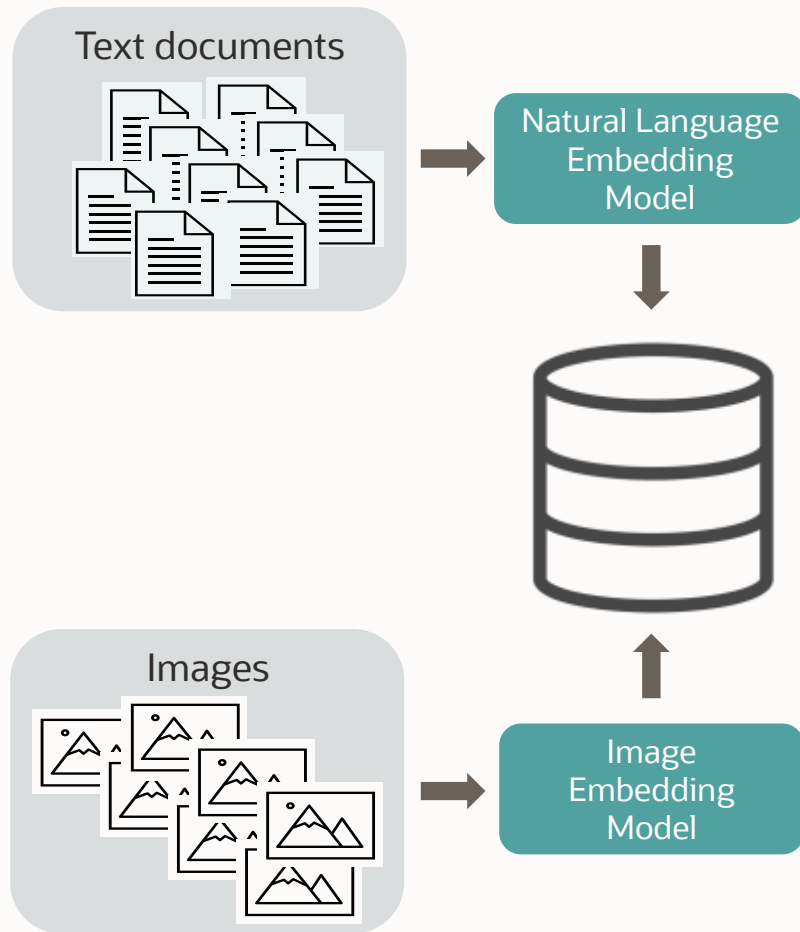 Text documents
Natural Language
Embedding
Model
Images
Image
Embedding
Model